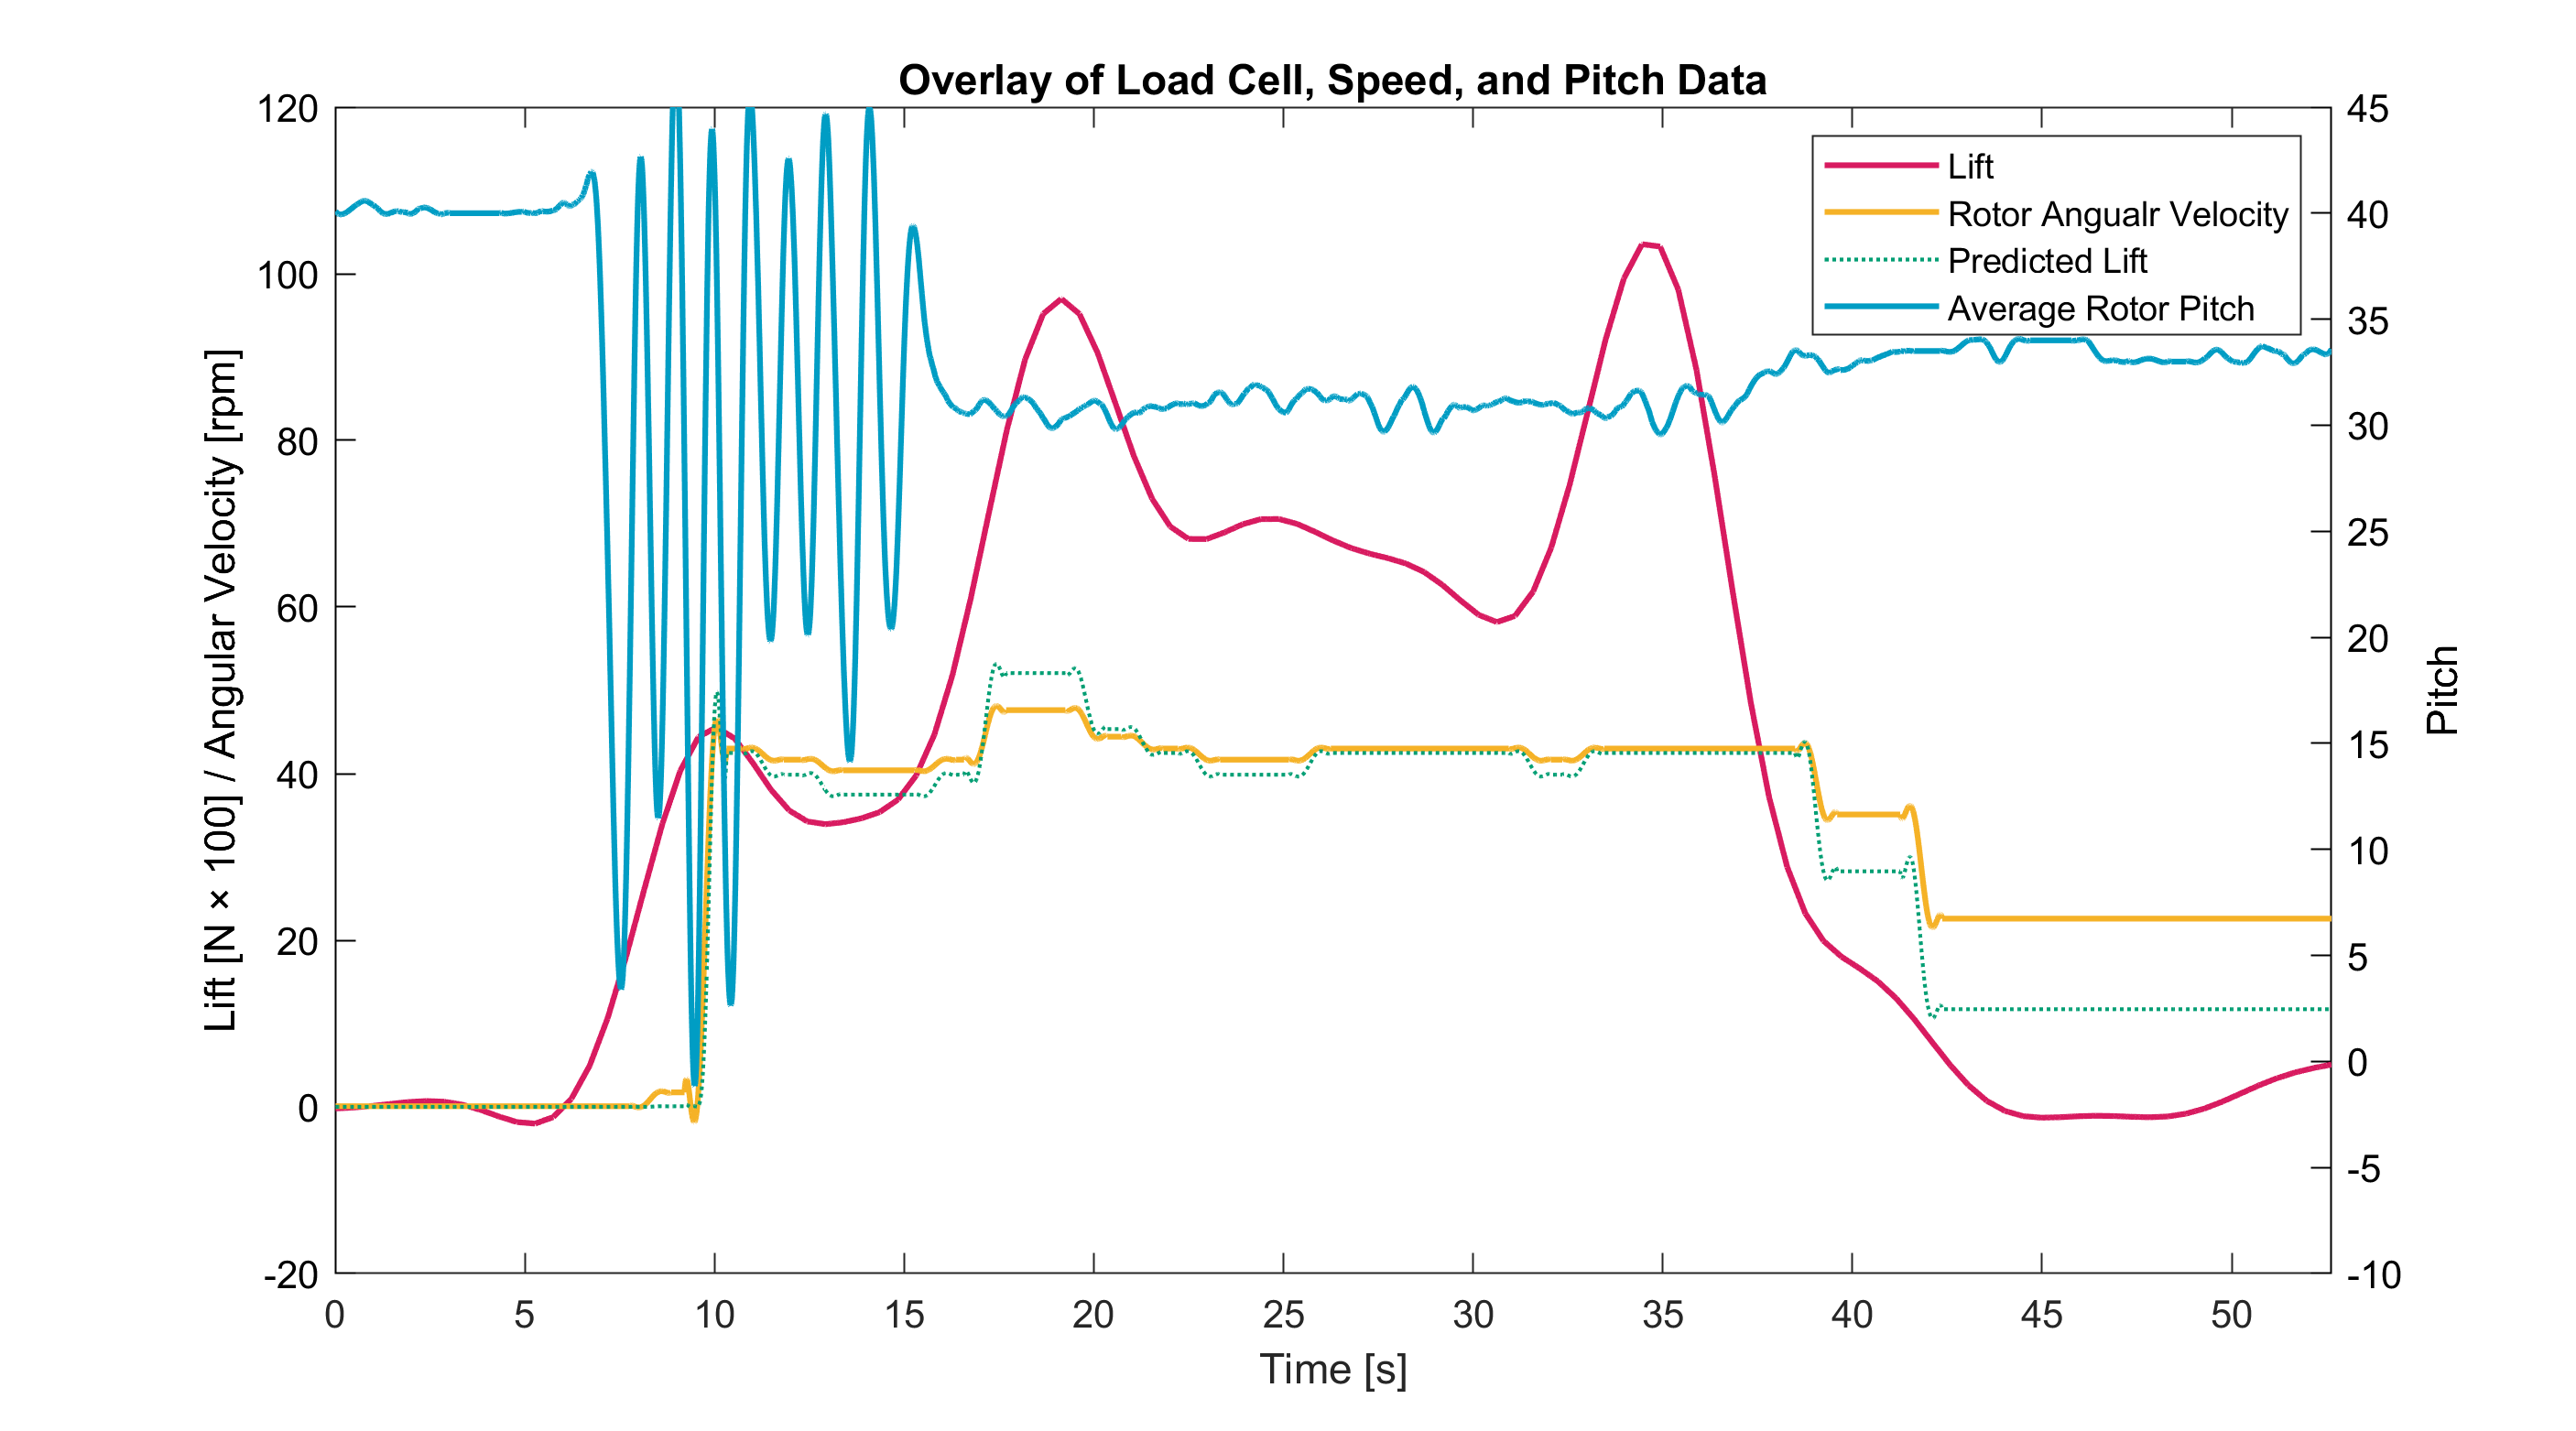 Overlay of Load Cell, Speed, and Pitch Data
120
100
80
60
40
20
0
-20
Lift [N × 100] / Angular Velocity [rpm]
45
40
35
30
25
20
15
10
5
0
-5
-10
Pitch
Lift
Rotor Angualr Velocity
Predicted Lift
Average Rotor Pitch
0 5 10 15 20 25 30 35 40 45 50
Time [s]